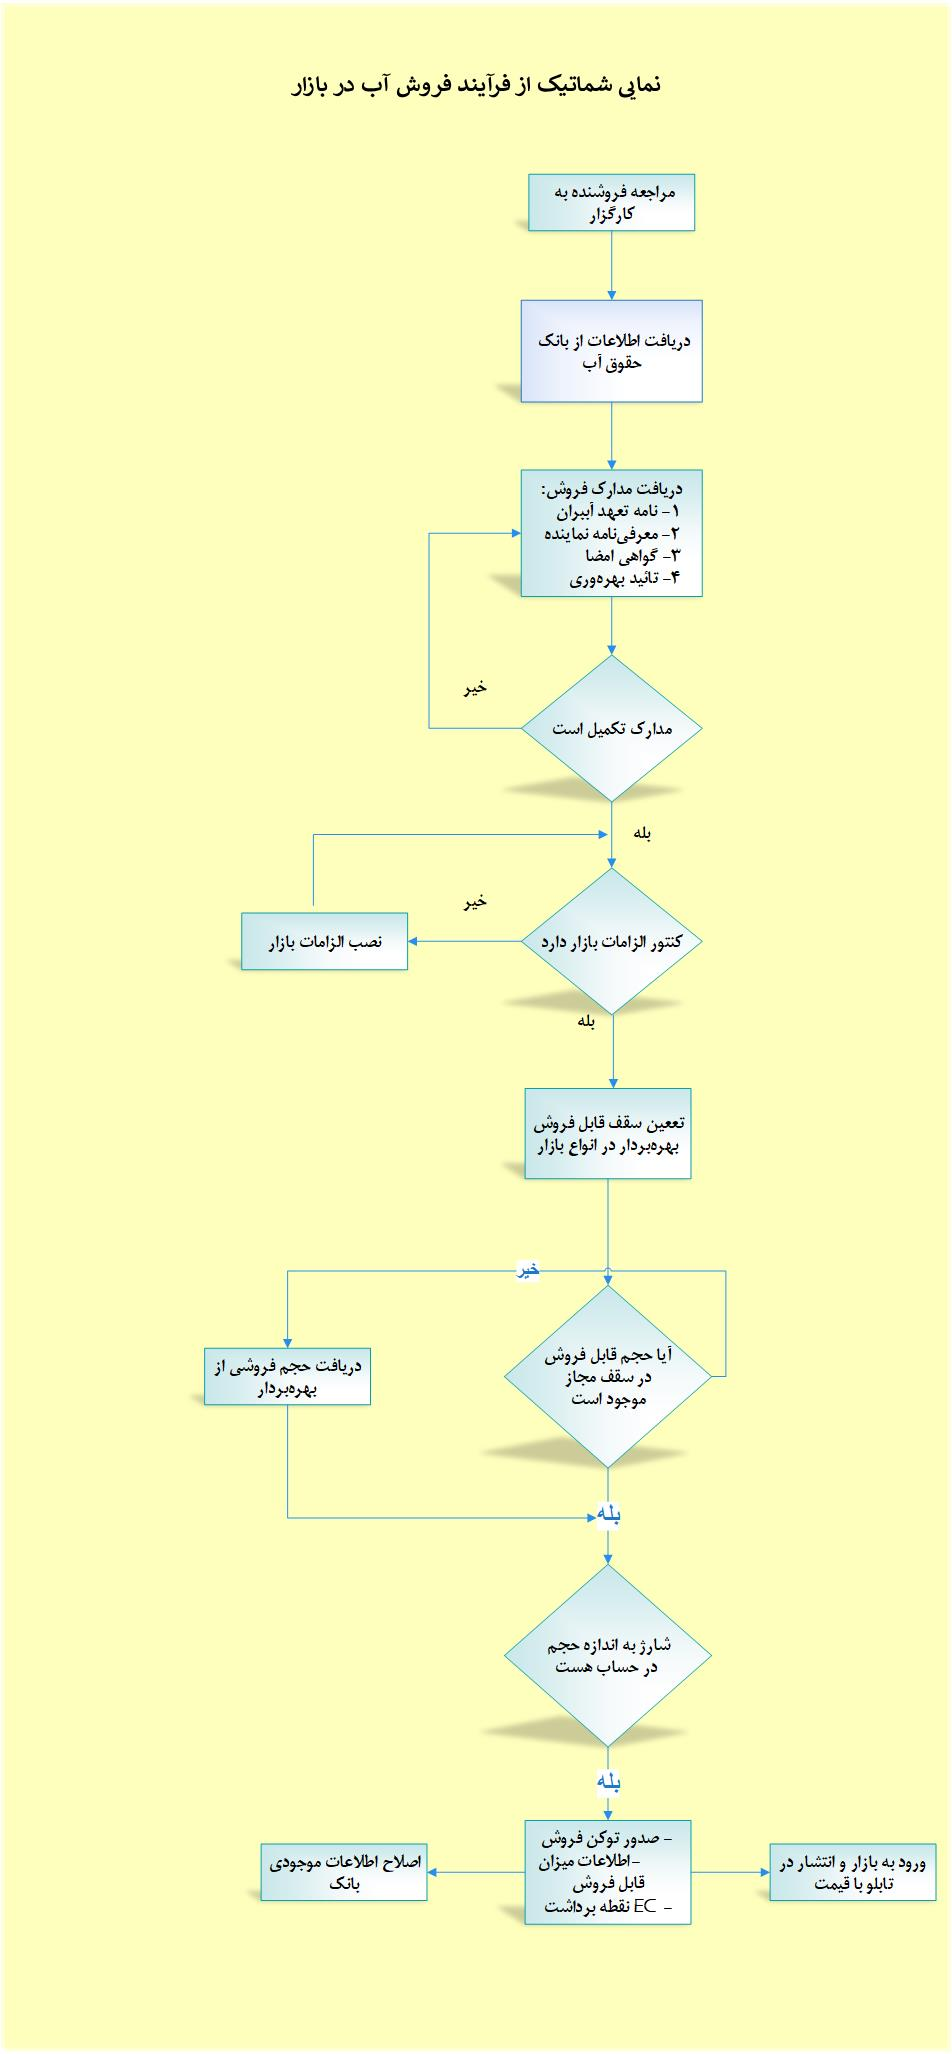 نمایی شماتیک از فرآیند فروش آب در بازار
مراجعه فروشنده به
کارگزار
دریافت اطلاعات از بانک
حقوق آب
دریافت مدارک فروش:
۱- نامه تعهد آببران
۲- معرفی‌نامه نماینده
۳- گواهی امضا
۴- تائید بهره‌وری
خیر
مدارک تکمیل است
بله
خیر
کنتور الزامات بازار دارد
نصب الزامات بازار
بله
تععین سقف قابل فروش
بهره‌بردار در انواع بازار
خیر
آیا حجم قابل فروش
در سقف مجاز
موجود است
دریافت حجم فروشی از
بهره‌بردار
بله
شارژ به اندازه حجم
در حساب هست
بله
- صدور توکن فروش
-اطلاعات میزان
قابل فروش
- EC نقطه برداشت
ورود به بازار و انتشار در
تابلو با قیمت
اصلاح اطلاعات موجودی
بانک